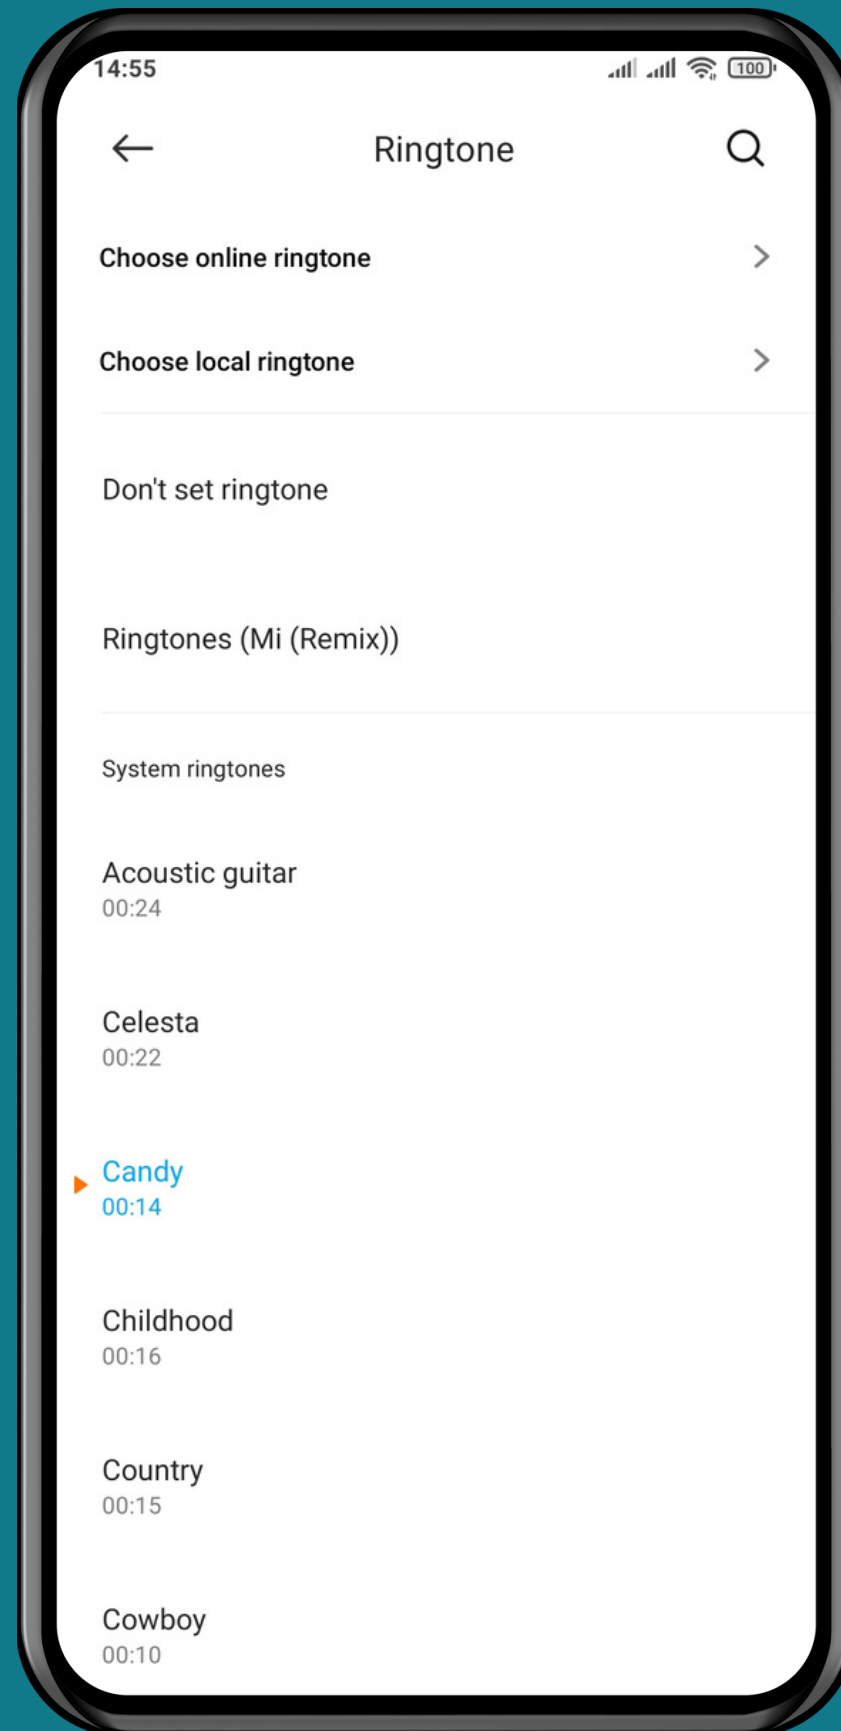 14:55
100
Ringtone
Choose online ringtone
Choose local ringtone
Don't set ringtone
Ringtones (Mi (Remix))
System ringtones
Acoustic guitar
00:24
Celesta
00:22
Candy
00:14
Childhood
00:16
Country
00:15
Cowboy
00:10